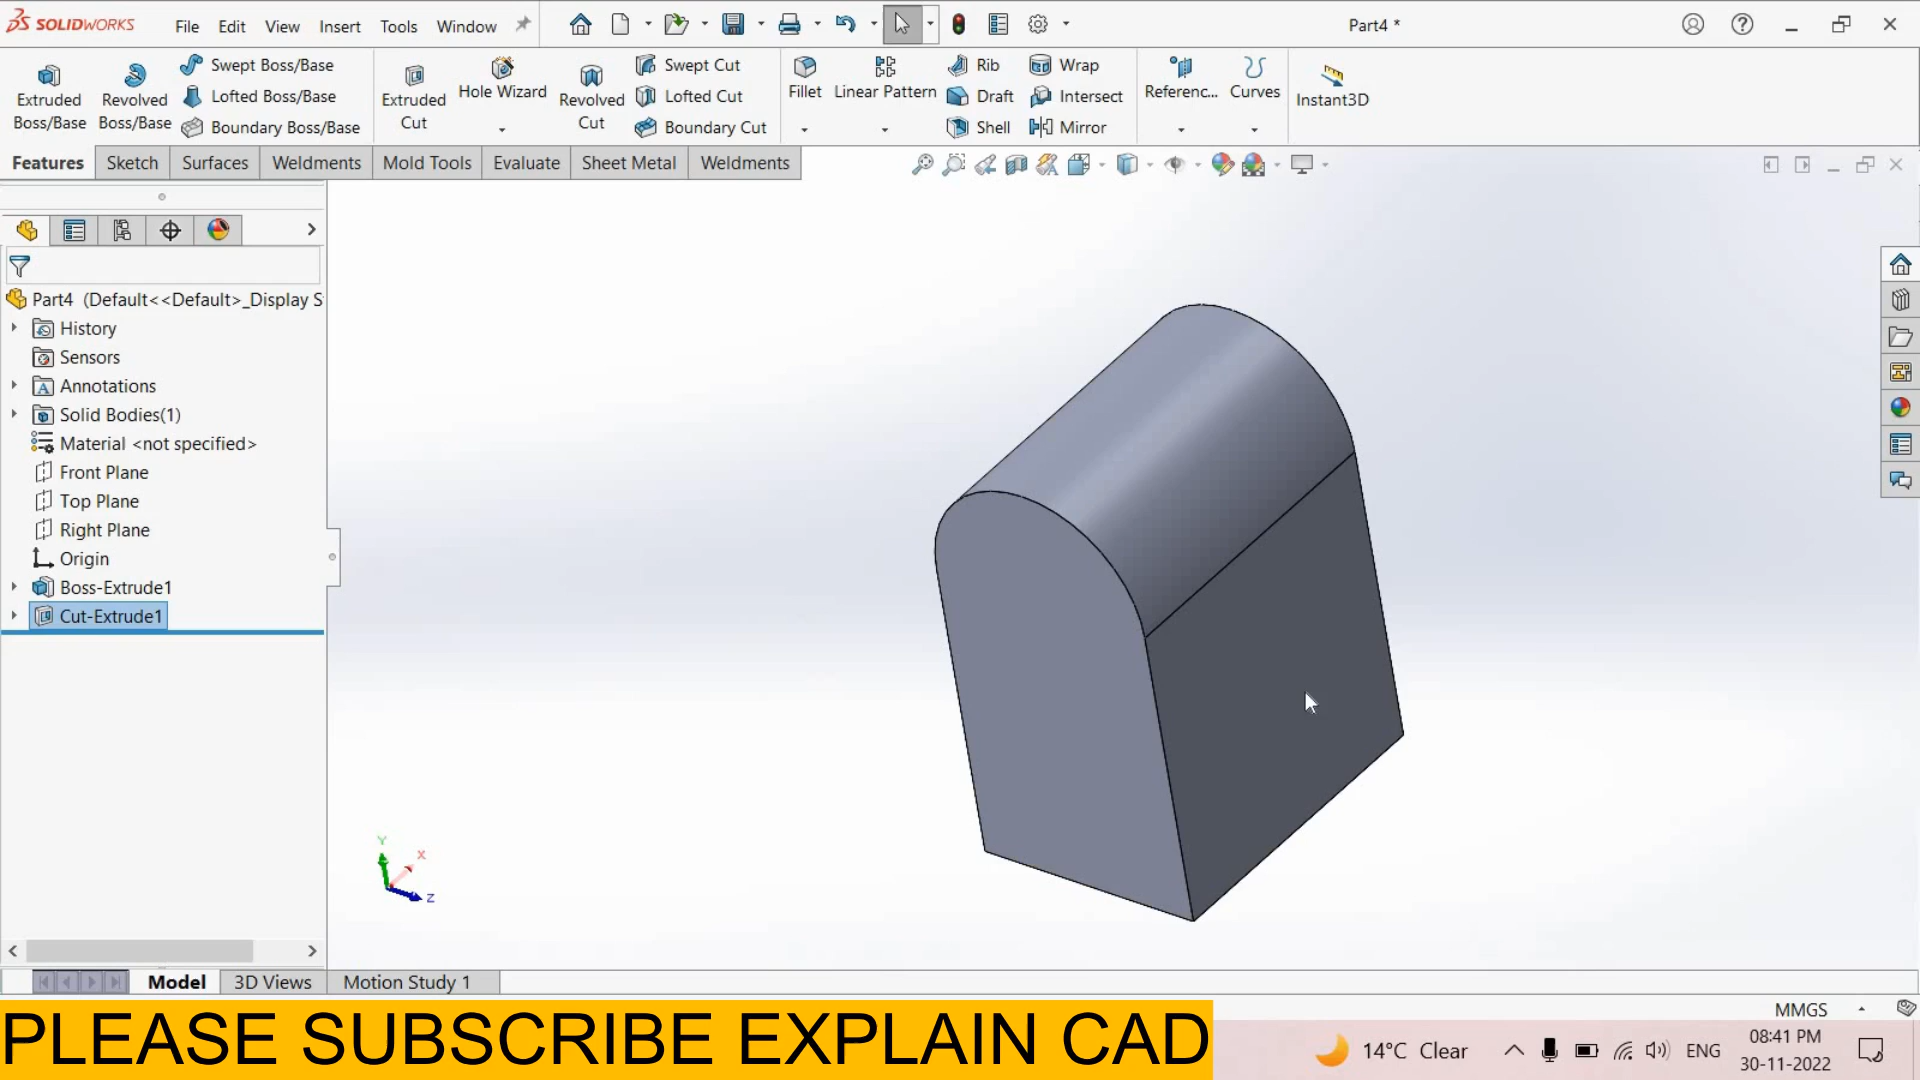 SOLIDWORKS File Edit View Insert Tools Window Part4 *
Extruded Boss/Base
Revolved Boss/Base
Swept Boss/Base
Lofted Boss/Base
Boundary Boss/Base
Extruded Cut
Hole Wizard
Revolved Cut
Swept Cut
Lofted Cut
Boundary Cut
Fillet
Linear Pattern
Rib
Draft
Shell
Wrap
Intersect
Mirror
Referenc...
Curves
Instant3D
Features Sketch Surfaces Weldments Mold Tools Evaluate Sheet Metal Weldments
Part4 (Default<<Default>_Display S
History
Sensors
Annotations
Solid Bodies(1)
Material <not specified>
Front Plane
Top Plane
Right Plane
Origin
Boss-Extrude1
Cut-Extrude1
Y
X
Z
Model 3D Views Motion Study 1
MMGS
PLEASE SUBSCRIBE EXPLAIN CAD
14°C Clear
ENG
08:41 PM
30-11-2022